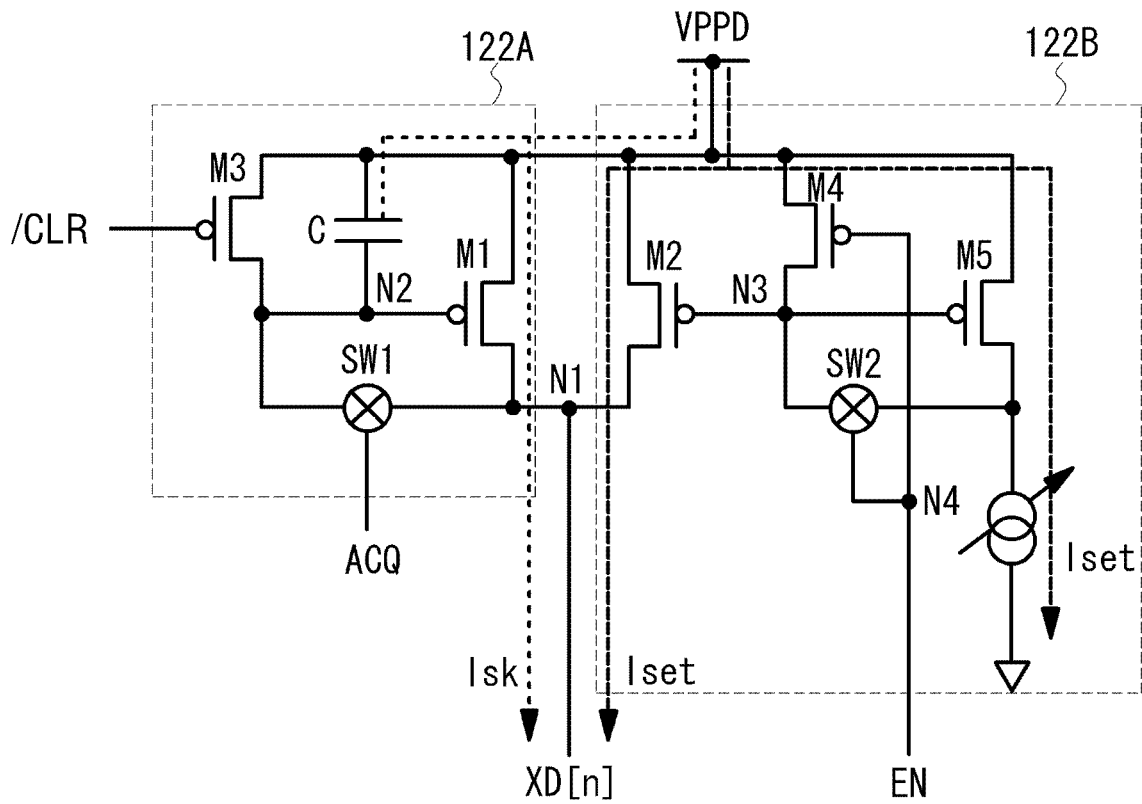 VPPD
122A
122B
M3
M4
/CLR
C
M1
M2
M5
N2
N3
SW1
N1
SW2
N4
ACQ
Iset
Isk
Iset
XD[n]
EN